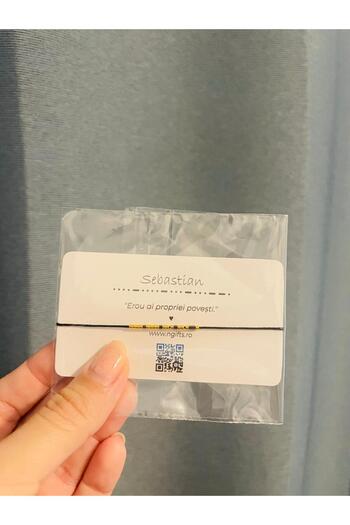 Sebastian
"Erou al propriei povești."
www.ngifts.ro